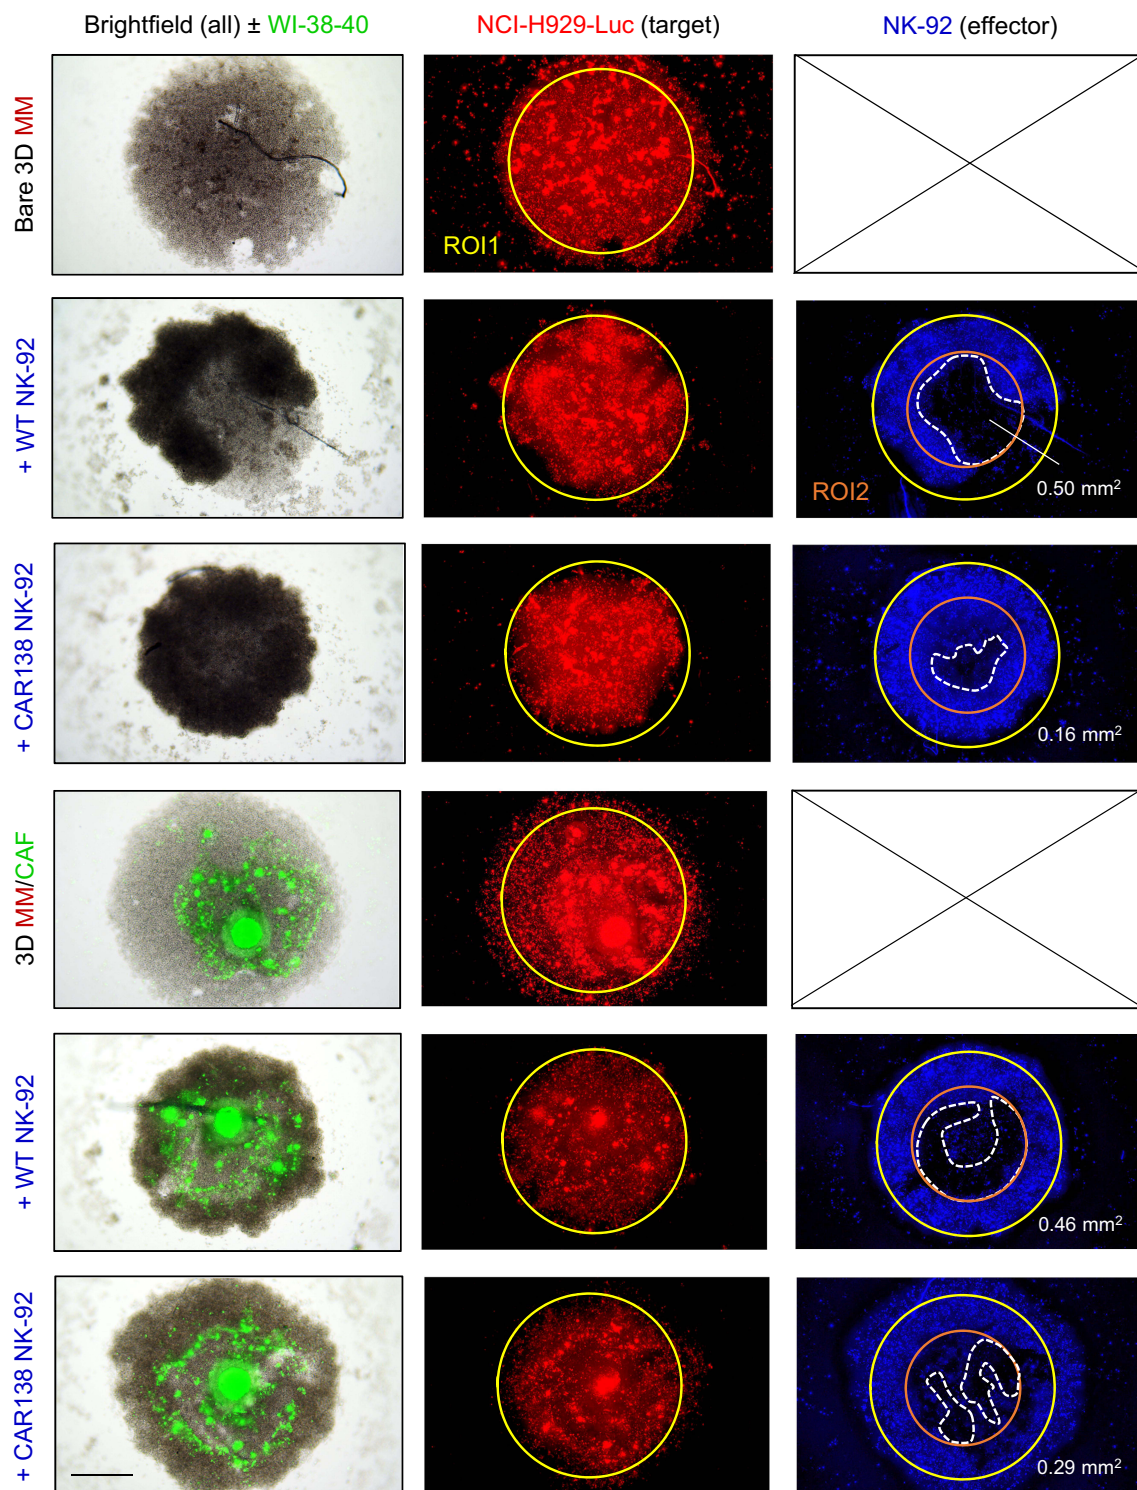 Brightfield (all) ± WI-38-40
NCI-H929-Luc (target)
NK-92 (effector)
Bare 3D MM
ROI1
+ WT NK-92
ROI2
0.50 mm²
+ CAR138 NK-92
0.16 mm²
3D MM/CAF
+ WT NK-92
0.46 mm²
+ CAR138 NK-92
0.29 mm²